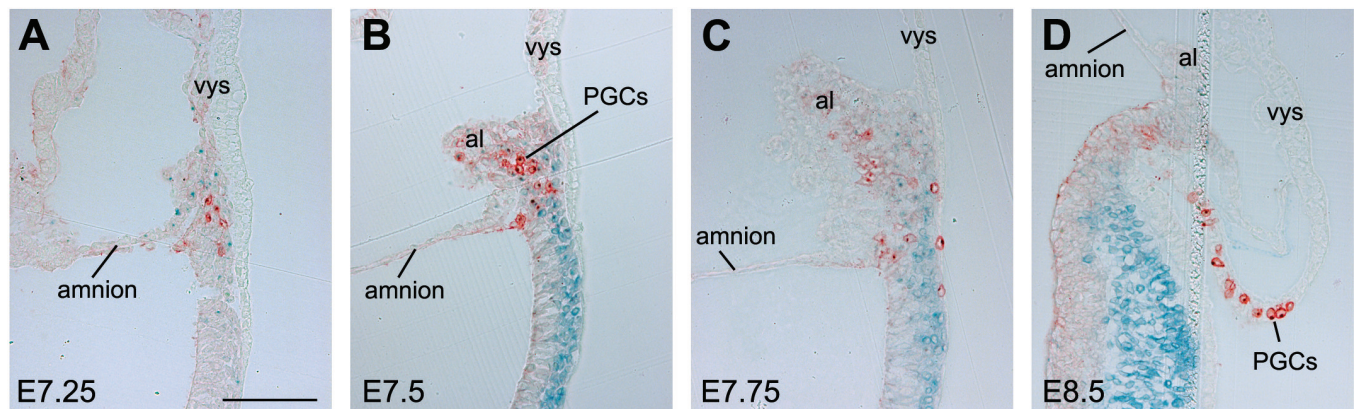 A
vys
amnion
E7.25
B
vys
PGCs
al
amnion
E7.5
C
vys
al
amnion
E7.75
D
al
amnion
vys
PGCs
E8.5